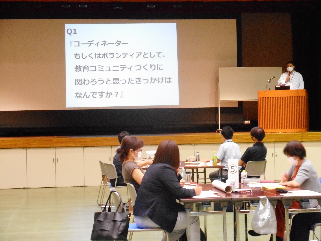 Q1
『コーディネーター
もしくはボランティアとして、
教育コミュニティづくりに
関わろうと思ったきっかけは
なんですか？』